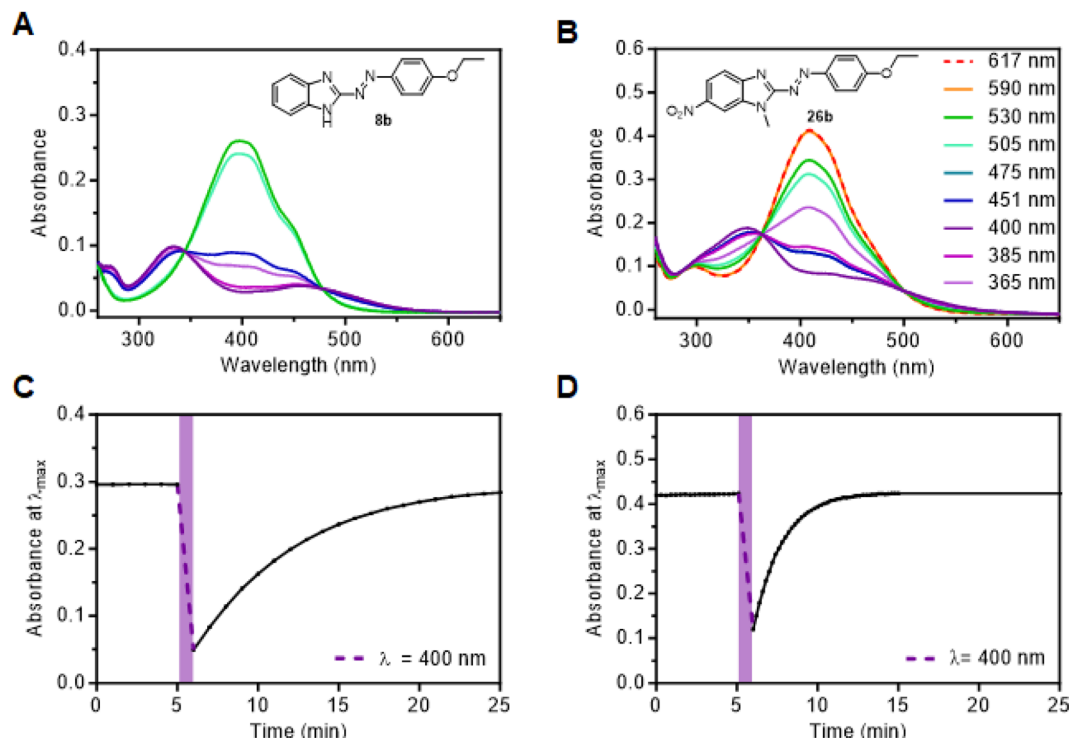 A
0.4
0.3
0.2
0.1
0.0
Absorbance
300 400 500 600
Wavelength (nm)
N
N
H
N
N
O
8b
B
0.6
0.5
0.4
0.3
0.2
0.1
0.0
Absorbance
300 400 500 600
Wavelength (nm)
O₂N
N
N
N
N
O
26b
617 nm
590 nm
530 nm
505 nm
475 nm
451 nm
400 nm
385 nm
365 nm
C
0.4
0.3
0.2
0.1
0.0
Absorbance at λ-max
0 5 10 15 20 25
Time (min)
λ = 400 nm
D
0.6
0.5
0.4
0.3
0.2
0.1
0.0
Absorbance at λ-max
0 5 10 15 20 25
Time (min)
λ= 400 nm